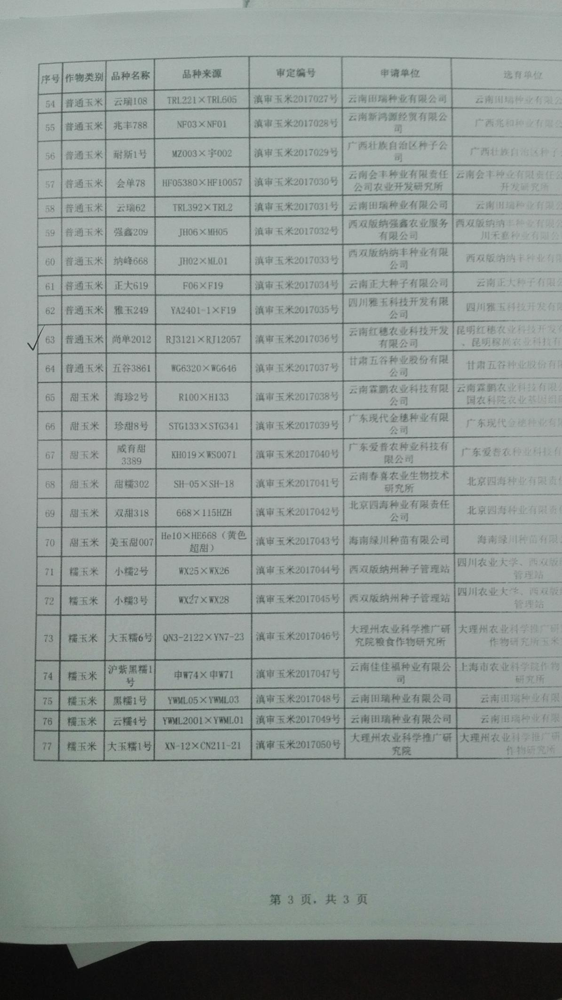 序号 作物类别 品种名称 品种来源 审定编号 申请单位 选育单位
54 普通玉米 云瑞108 TRL221×TRL605 滇审玉米2017027号 云南田瑞种业有限公司 云南田瑞种业有限公
55 普通玉米 兆丰788 NF03×NF01 滇审玉米2017028号 云南新鸿源经贸有限公司 广西兆和种业有限公
56 普通玉米 耐斯1号 MZ003×字002 滇审玉米2017029号 广西壮族自治区种子公司 广西壮族自治区种子
57 普通玉米 会单78 HF05380×HF10057 滇审玉米2017030号 云南会丰种业有限责任公司农业开发研究所 云南会丰种业有限责任公 开发研究所
58 普通玉米 云瑞62 TRL392×TRL2 滇审玉米2017031号 云南田瑞种业有限公司 云南田瑞种业有限公
59 普通玉米 强鑫209 JH06×MH05 滇审玉米2017032号 西双版纳强鑫农业服务有限公司 西双版纳纳丰种业有限公 川禾嘉种业有限公
60 普通玉米 纳峰668 JH02×ML01 滇审玉米2017033号 西双版纳纳丰种业有限公司 西双版纳纳丰种业有限
61 普通玉米 正大619 F06×F19 滇审玉米2017034号 云南正大种子有限公司 云南正大种子有限公
62 普通玉米 雅玉249 YA2401-1×F19 滇审玉米2017035号 四川雅玉科技开发有限公司 四川雅玉科技开发有限
63 普通玉米 尚单2012 RJ3121×RJ12057 滇审玉米2017036号 云南红穗农业科技开发有限公司 昆明红穗农业科技开发有 、昆明稼尚农业科技有
64 普通玉米 五谷3861 WG6320×WG646 滇审玉米2017037号 甘肃五谷种业股份有限公司 甘肃五谷种业股份有限
65 甜玉米 海珍2号 R100×H133 滇审玉米2017038号 云南霖鹏农业科技有限公司 云南霖鹏农业科技有限公 国农科院农业基因组
66 甜玉米 珍甜8号 STG133×STG341 滇审玉米2017039号 广东现代金穗种业有限公司 广东现代金穗种业有限
67 甜玉米 威育甜3389 KH019×WS0071 滇审玉米2017040号 广东爱普农种业科技有限公司 广东爱普农种业科技有
68 甜玉米 甜糯302 SH-05×SH-18 滇审玉米2017041号 云南春喜农业生物技术研究所 北京四海种业有限责任
69 甜玉米 双甜318 668×115HZH 滇审玉米2017042号 北京四海种业有限责任公司 北京四海种业有限责任
70 甜玉米 美玉甜007 He10×HE668（黄色超甜） 滇审玉米2017043号 海南绿川种苗有限公司 海南绿川种苗有限
71 糯玉米 小糯2号 WX25×WX26 滇审玉米2017044号 西双版纳州种子管理站 四川农业大学、西双版 管理站
72 糯玉米 小糯3号 WX27×WX28 滇审玉米2017045号 西双版纳州种子管理站 四川农业大学、西双版 管理站
73 糯玉米 大玉糯6号 QN3-2122×YN7-23 滇审玉米2017046号 大理州农业科学推广研究院粮食作物研究所 大理州农业科学推广研 作物研究所玉米
74 糯玉米 沪紫黑糯1号 申W74×申W71 滇审玉米2017047号 云南佳佳福种业有限公司 上海市农业科学院作物 研究所
75 糯玉米 黑糯1号 YWML05×YWML03 滇审玉米2017048号 云南田瑞种业有限公司 云南田瑞种业有限
76 糯玉米 云糯4号 YWML2001×YWML01 滇审玉米2017049号 云南田瑞种业有限公司 云南田瑞种业有限
77 糯玉米 大玉糯1号 XN-12×CN211-21 滇审玉米2017050号 大理州农业科学推广研究院 大理州农业科学推广研 作物研究所
第 3 页，共 3 页